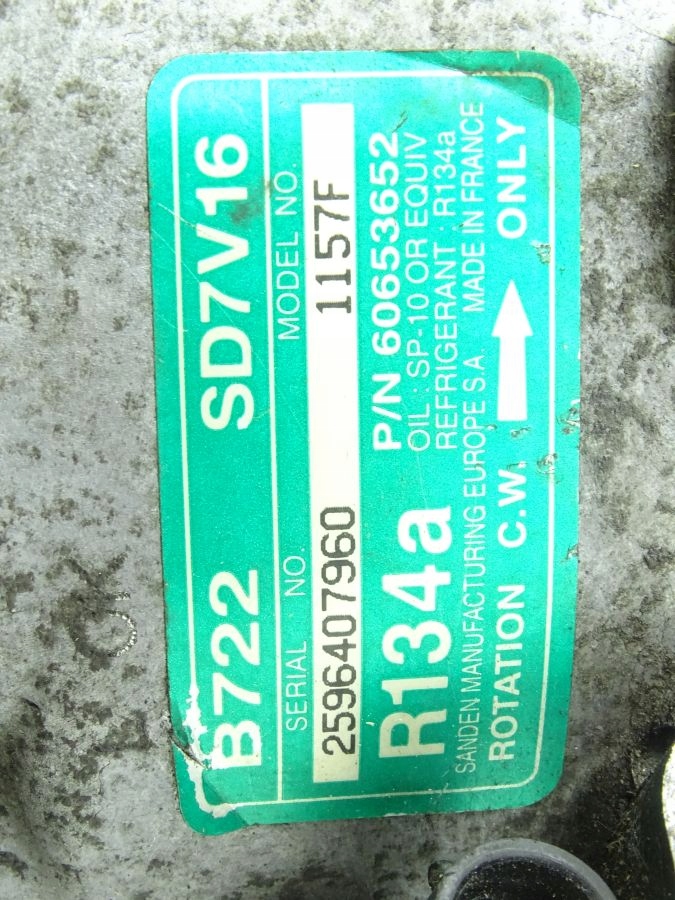 B722 SD7V16
SERIAL NO. MODEL NO.
2596407960 1157F
R134a
P/N 60653652
OIL : SP-10 OR EQUIV
REFRIGERANT : R134a
SANDEN MANUFACTURING EUROPE S.A MADE IN FRANCE
ROTATION C.W. ONLY